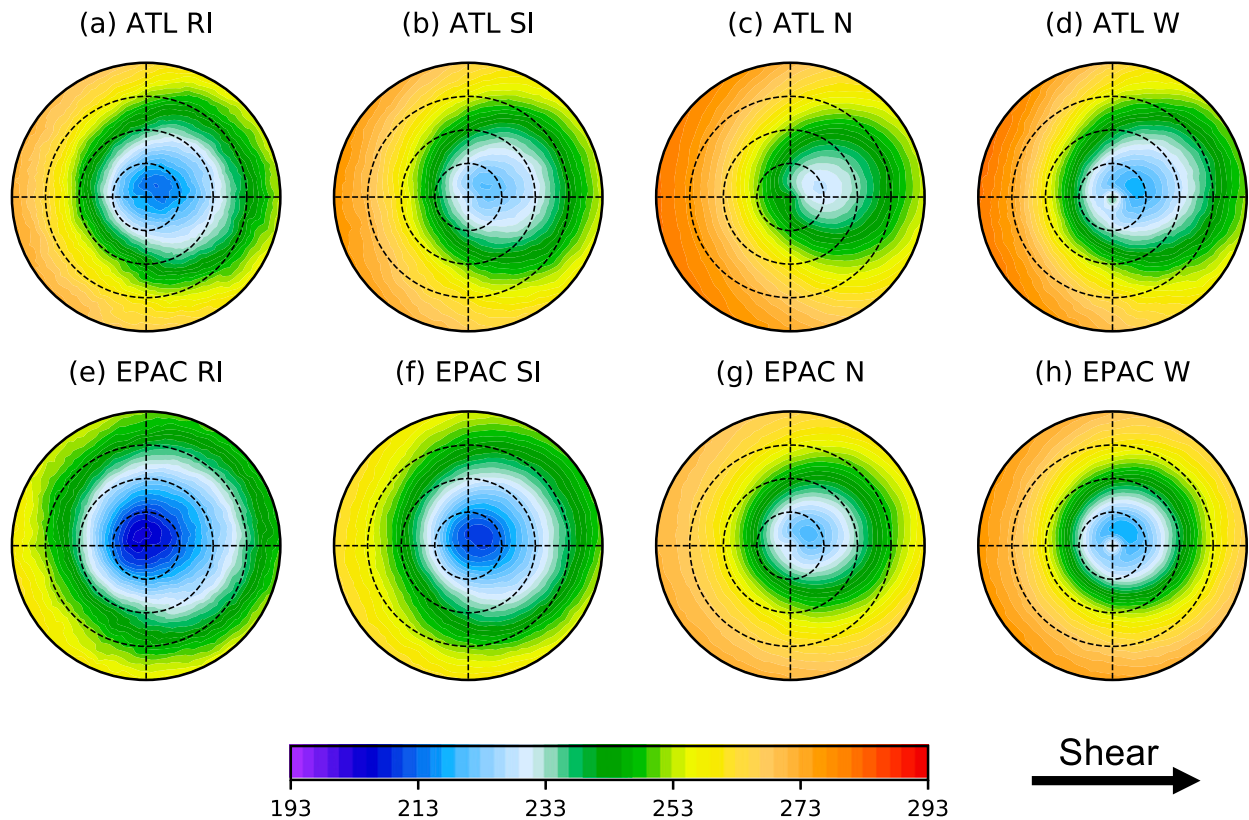 (a) ATL RI
(b) ATL SI
(c) ATL N
(d) ATL W
(e) EPAC RI
(f) EPAC SI
(g) EPAC N
(h) EPAC W
193 213 233 253 273 293
Shear